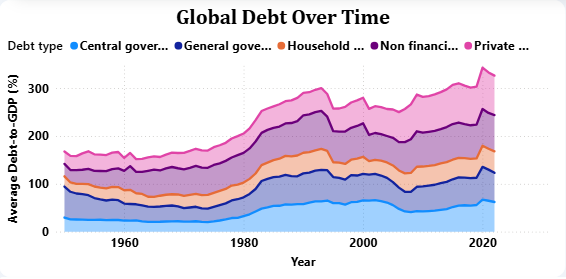 Global Debt Over Time
Debt type Central gover... General gove... Household ... Non financi... Private ...
Average Debt-to-GDP (%)
300
200
100
0
1960 1980 2000 2020
Year